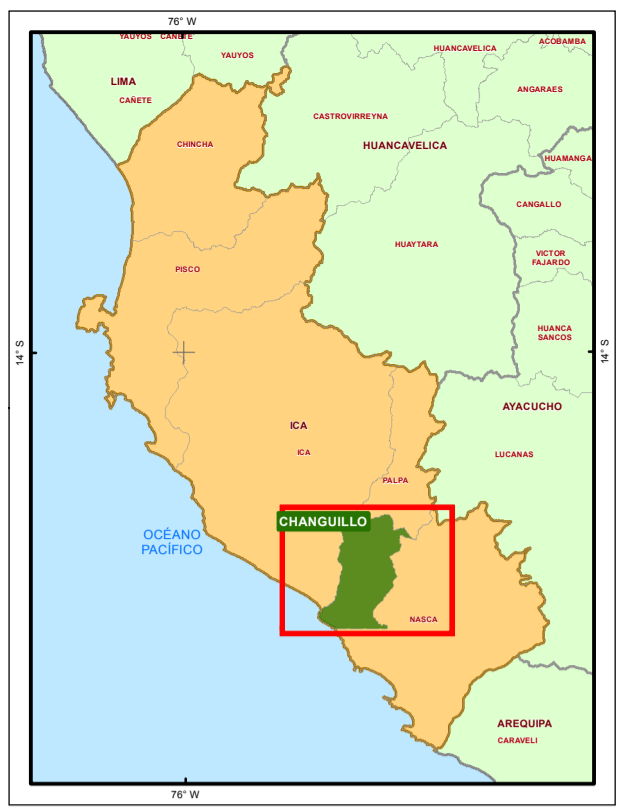 76° W
YAUYOS CAÑETE
YAUYOS
HUANCAVELICA
ACOBAMBA
LIMA
CAÑETE
ANGARAES
CASTROVIRREYNA
CHINCHA
HUANCAVELICA
HUAMANGA
CANGALLO
HUAYTARA
VICTOR
FAJARDO
PISCO
HUANCA
SANCOS
14° S
14° S
AYACUCHO
ICA
ICA
LUCANAS
PALPA
CHANGUILLO
OCÉANO
PACÍFICO
NASCA
AREQUIPA
CARAVELI
76° W